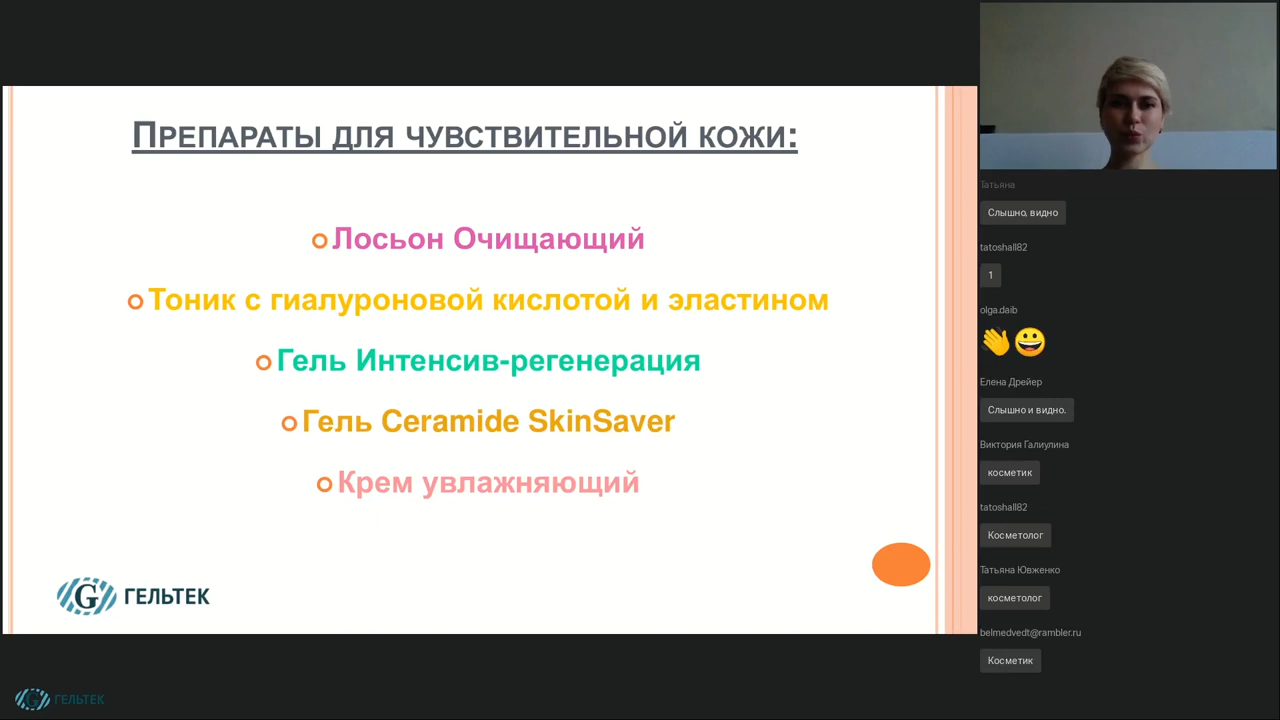 Препараты для чувствительной кожи:
Лосьон Очищающий
Тоник с гиалуроновой кислотой и эластином
Гель Интенсив-регенерация
Гель Ceramide SkinSaver
Крем увлажняющий
G ГЕЛЬТЕК
G ГЕЛЬТЕК
Татьяна
Слышно, видно
tatoshall82
1
olga.daib
Елена Дрейер
Слышно и видно.
Виктория Галиулина
косметик
tatoshall82
Косметолог
Татьяна Ювженко
косметолог
belmedvedt@rambler.ru
Косметик